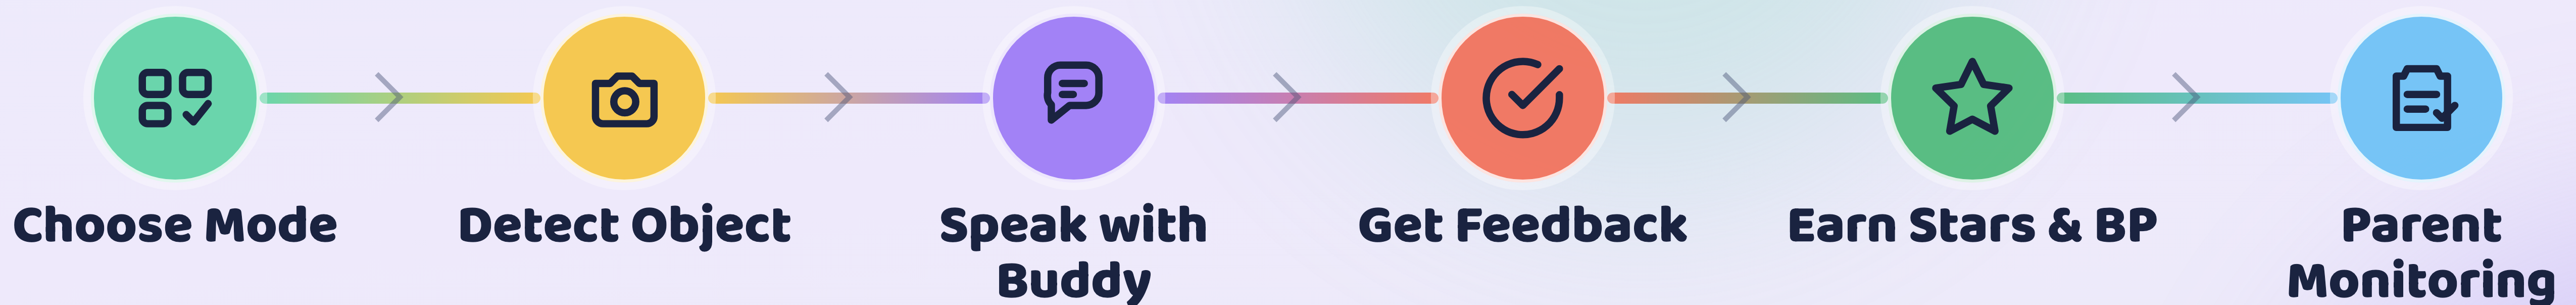 Choose Mode
Detect Object
Speak with
Buddy
Get Feedback
Earn Stars & BP
Parent
Monitoring